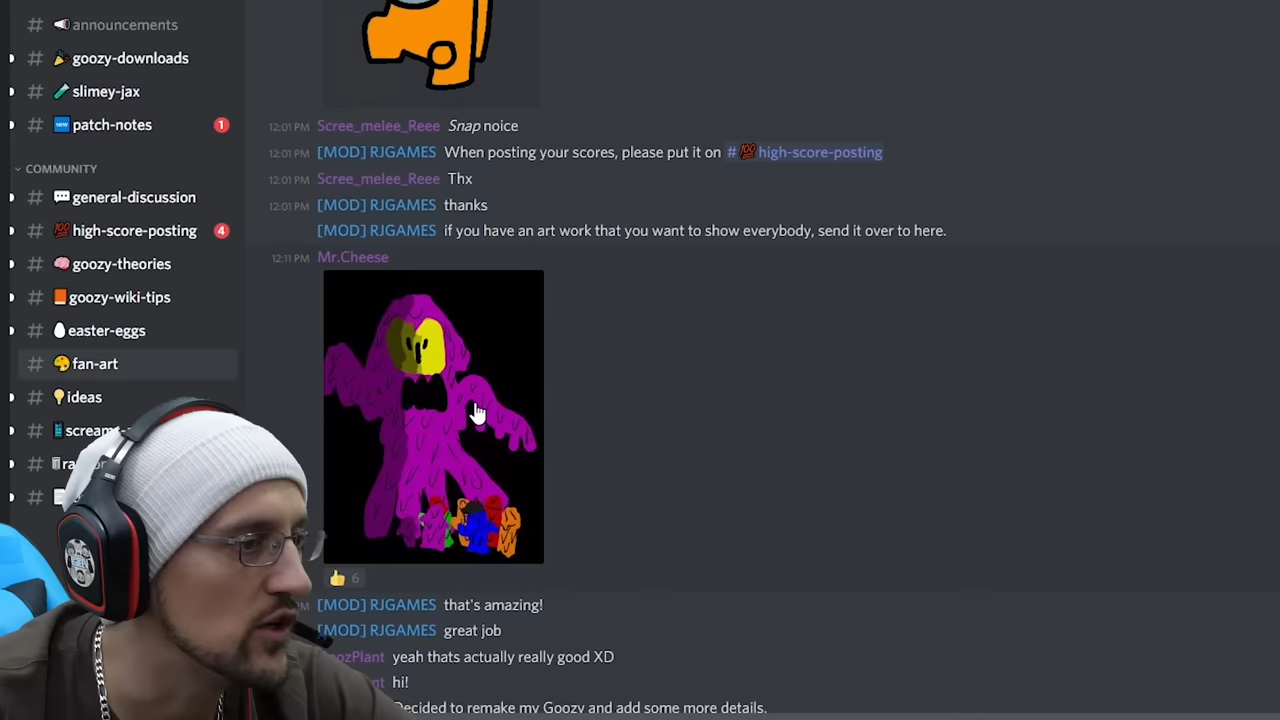 # announcements
# goozy-downloads
# slimey-jax
# patch-notes 1
COMMUNITY
# general-discussion
# high-score-posting 4
# goozy-theories
# goozy-wiki-tips
# easter-eggs
# fan-art
# ideas
#
#
#
12:01 PM Scree_melee_Reee Snap noice
12:01 PM [MOD] RJGAMES When posting your scores, please put it on # 💯 high-score-posting
12:01 PM Scree_melee_Reee Thx
12:01 PM [MOD] RJGAMES thanks
[MOD] RJGAMES if you have an art work that you want to show everybody, send it over to here.
12:11 PM Mr.Cheese
👍 6
[MOD] RJGAMES that's amazing!
[MOD] RJGAMES great job
yeah thats actually really good XD
hi!
Decided to remake my Goozy and add some more details.